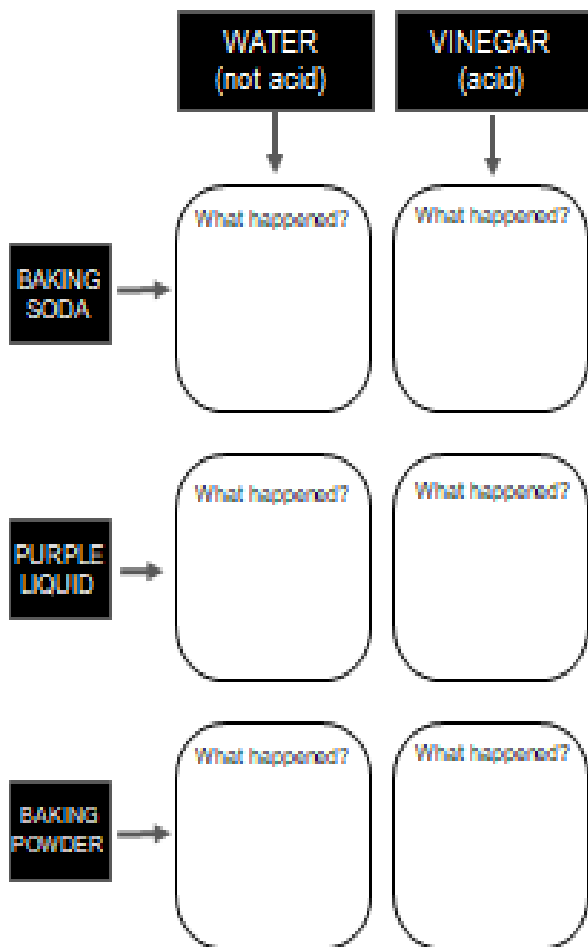 WATER
(not acid)
VINEGAR
(acid)
What happened?
What happened?
BAKING
SODA
What happened?
What happened?
PURPLE
LIQUID
What happened?
What happened?
BAKING
POWDER